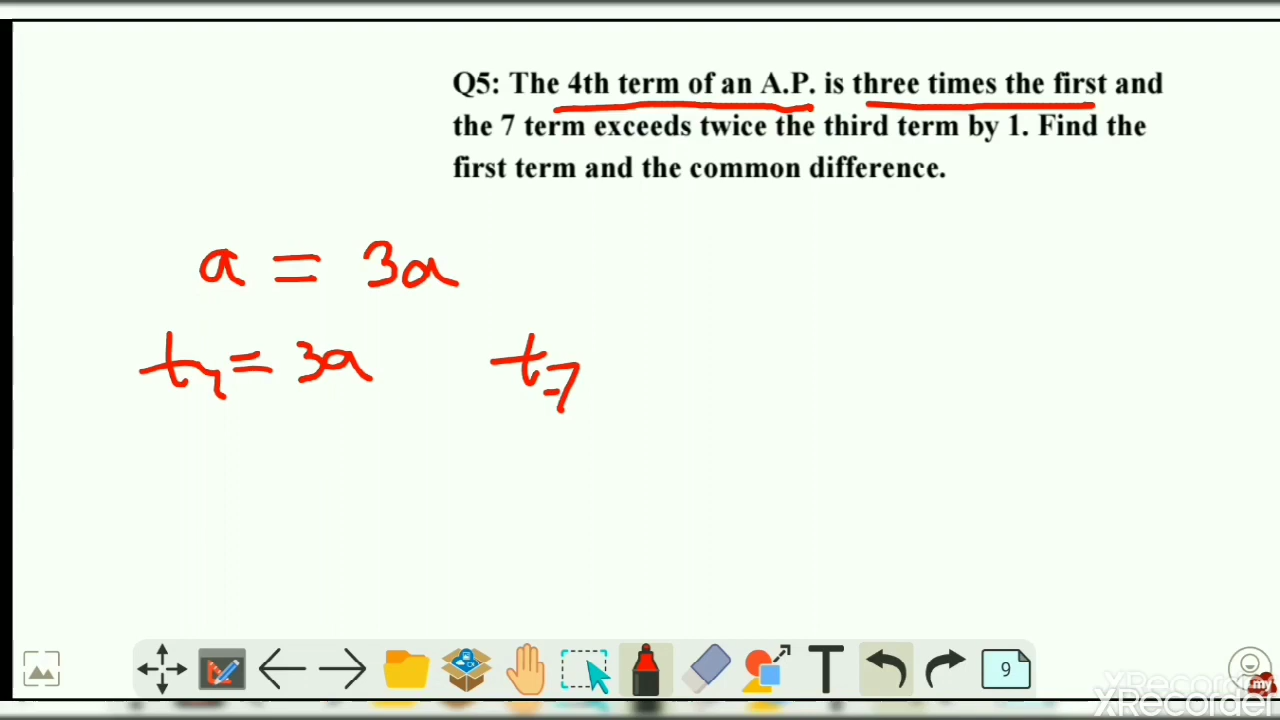 Q5: The 4th term of an A.P. is three times the first and
the 7 term exceeds twice the third term by 1. Find the
first term and the common difference.
a = 3a
t4 = 3a t7
T 9
XRecorder
XRecorder